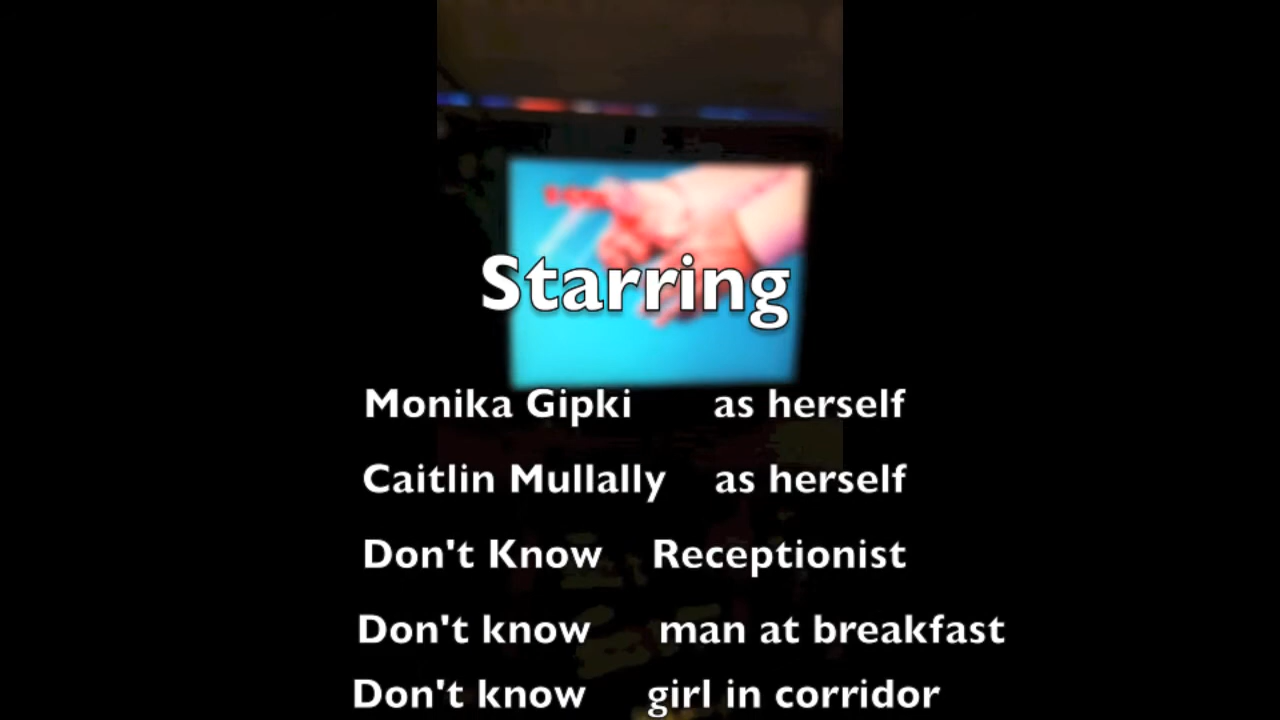 Starring
Monika Gipki as herself
Caitlin Mullally as herself
Don't Know Receptionist
Don't know man at breakfast
Don't know girl in corridor